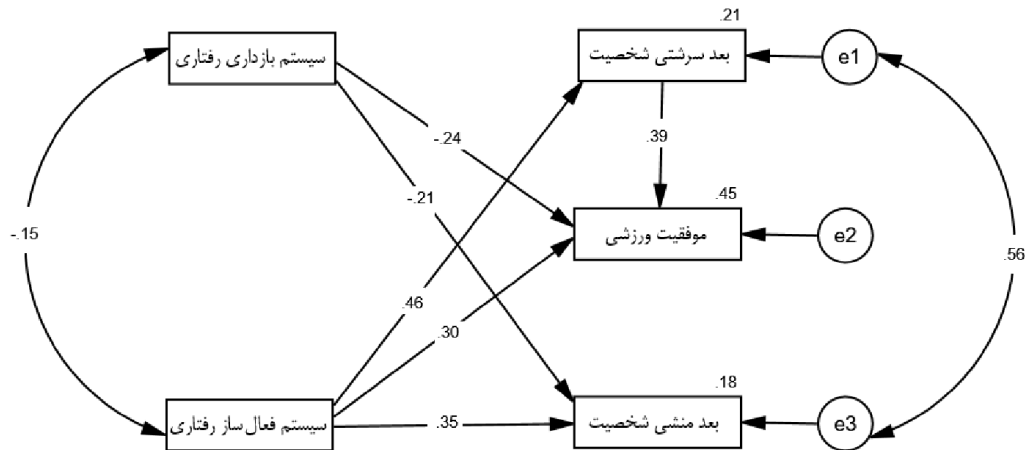 .21
سیستم بازداری رفتاری
بعد سرشتی شخصیت
e1
-.24
.39
-.21
.45
-.15
موفقیت ورزشی
e2
.56
.46
.30
.18
سیستم فعال ساز رفتاری
.35
بعد منشی شخصیت
e3